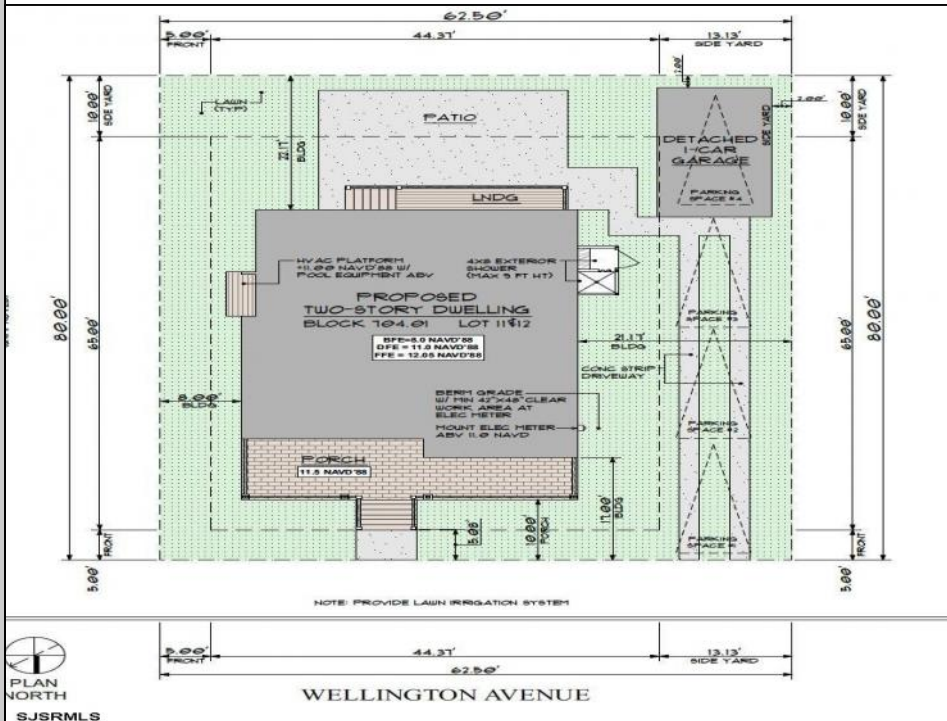 62.50'
5.00'
FRONT
44.37'
13.13'
SIDE YARD
10.00'
SIDE YARD
LAWN
(TYP)
22.17'
BLDG
PATIO
2.00'
2.00'
SIDE YARD
10.00'
SIDE YARD
DETACHED
1-CAR
GARAGE
PARKING
SPACE #4
LNDG
HVAC PLATFORM
+11.00 NAVD'88 W/
POOL EQUIPMENT ABV
4X8 EXTERIOR
SHOWER
(MAX 9 FT HT)
PROPOSED
TWO-STORY DWELLING
BLOCK 704.01 LOT 11&12
BFE=8.0 NAVD'88
DFE = 11.0 NAVD'88
FFE = 12.05 NAVD'88
80.00'
65.00'
PARKING
SPACE #3
65.00'
80.00'
21.17'
BLDG
CONC STRIP
DRIVEWAY
8.00'
BLDG
BERM GRADE
W/ MIN 42"X48" CLEAR
WORK AREA AT
ELEC METER
MOUNT ELEC METER
ABV 11.0 NAVD
PARKING
SPACE #2
PORCH
11.5 NAVD'88
5.08'
10.00'
PORCH
17.00'
BLDG
PARKING
SPACE
FRONT
5.00'
FRONT
5.00'
NOTE: PROVIDE LAWN IRRIGATION SYSTEM
5.00'
FRONT
44.37'
13.13'
SIDE YARD
62.50'
PLAN
NORTH
WELLINGTON AVENUE
SJSRMLS